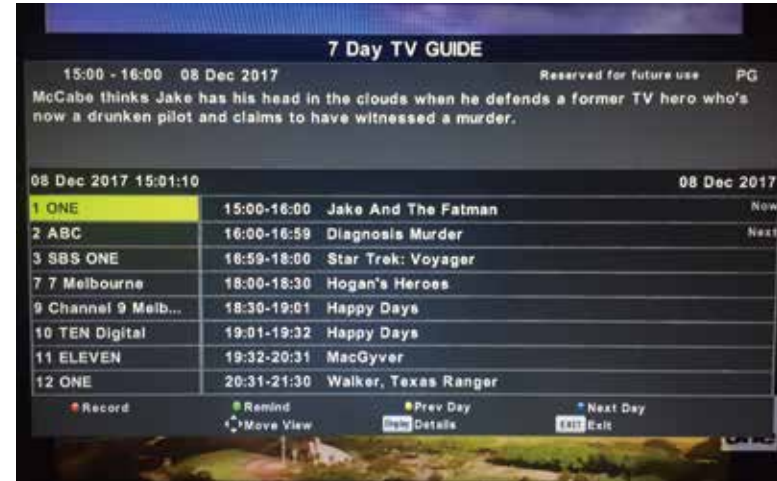 7 Day TV GUIDE
15:00 - 16:00 08 Dec 2017 Reserved for future use PG
McCabe thinks Jake has his head in the clouds when he defends a former TV hero who's
now a drunken pilot and claims to have witnessed a murder.
08 Dec 2017 15:01:10 08 Dec 2017
1 ONE 15:00-16:00 Jake And The Fatman Now
2 ABC 16:00-16:59 Diagnosis Murder Next
3 SBS ONE 16:59-18:00 Star Trek: Voyager
7 7 Melbourne 18:00-18:30 Hogan's Heroes
9 Channel 9 Melb... 18:30-19:01 Happy Days
10 TEN Digital 19:01-19:32 Happy Days
11 ELEVEN 19:32-20:31 MacGyver
12 ONE 20:31-21:30 Walker, Texas Ranger
Record Remind Prev Day Next Day
Move View Display Details EXIT Exit
one